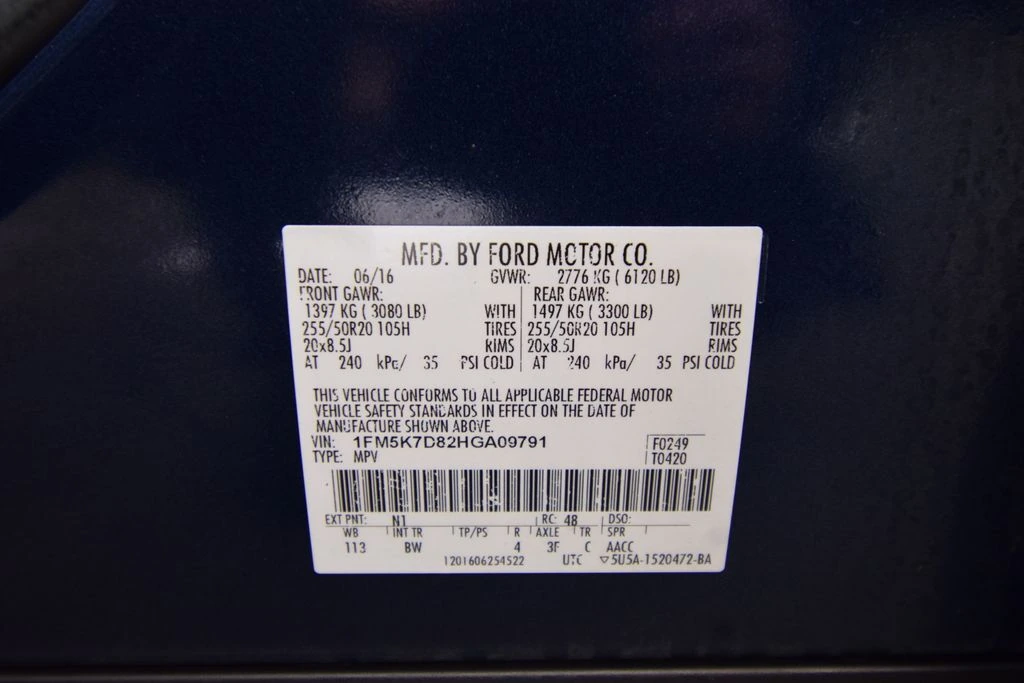 MFD. BY FORD MOTOR CO.
DATE: 06/16 GVWR: 2776 KG ( 6120 LB)
FRONT GAWR: REAR GAWR:
1397 KG ( 3080 LB) WITH 1497 KG ( 3300 LB) WITH
255/50R20 105H TIRES 255/50R20 105H TIRES
20x8.5J RIMS 20x8.5J RIMS
AT 240 kPa/ 35 PSI COLD AT 240 kPa/ 35 PSI COLD
THIS VEHICLE CONFORMS TO ALL APPLICABLE FEDERAL MOTOR
VEHICLE SAFETY STANDARDS IN EFFECT ON THE DATE OF
MANUFACTURE SHOWN ABOVE.
VIN: 1FM5K7D82HGA09791 F0249
TYPE: MPV T0420
EXT PNT: N1 RC: 48 DSO:
WB INT TR TP/PS R AXLE TR SPR
113 BW 4 3F C AACC
1201606254522 UTC ▽5U5A-1520472-BA